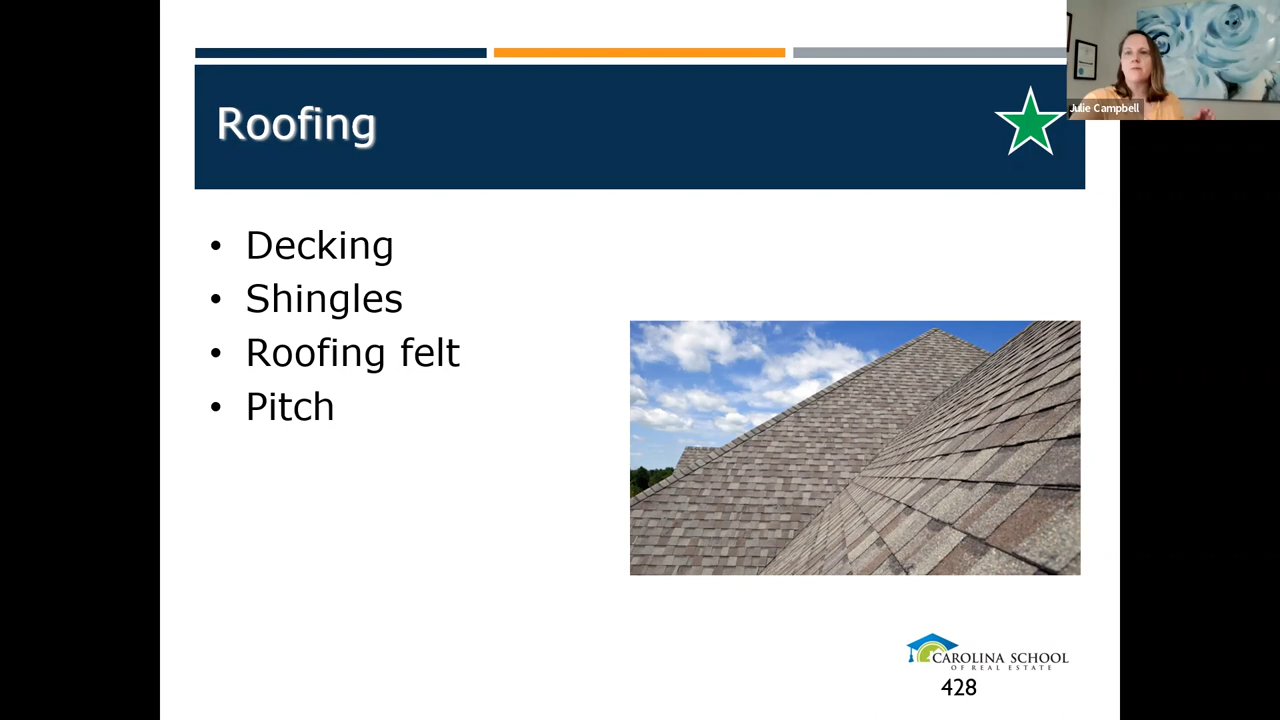 Roofing
Julie Campbell
• Decking
• Shingles
• Roofing felt
• Pitch
CAROLINA SCHOOL
OF REAL ESTATE
428